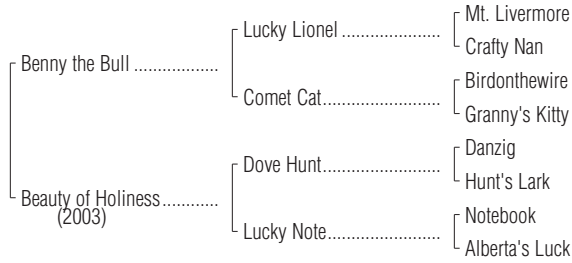 Mt. Livermore
Lucky Lionel ......................
Crafty Nan
Benny the Bull ..................
Birdonthewire
Comet Cat...........................
Granny's Kitty
Danzig
Dove Hunt...........................
Hunt's Lark
Beauty of Holiness............
(2003)
Notebook
Lucky Note..........................
Alberta's Luck